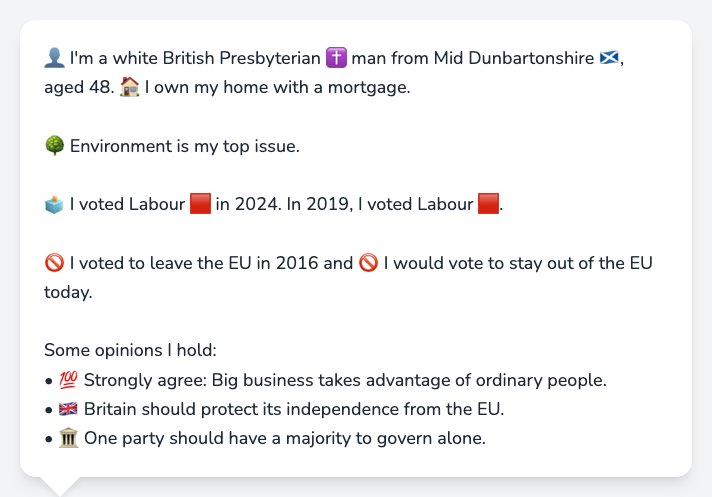 👤 I'm a white British Presbyterian ✝️ man from Mid Dunbartonshire 🏴󠁧󠁢󠁳󠁣󠁴󠁿,
aged 48. 🏠 I own my home with a mortgage.
🌳 Environment is my top issue.
🗳️ I voted Labour 🟥 in 2024. In 2019, I voted Labour 🟥.
🚫 I voted to leave the EU in 2016 and 🚫 I would vote to stay out of the EU
today.
Some opinions I hold:
• 💯 Strongly agree: Big business takes advantage of ordinary people.
• 🇬🇧 Britain should protect its independence from the EU.
• 🏛️ One party should have a majority to govern alone.